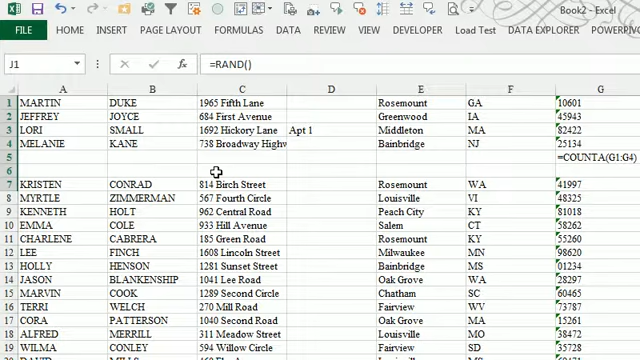 Book2 - Excel
FILE HOME INSERT PAGE LAYOUT FORMULAS DATA REVIEW VIEW DEVELOPER Load Test DATA EXPLORER POWERPIV
J1 fx =RAND()
A B C D E F G
1 MARTIN DUKE 1965 Fifth Lane Rosemount GA 10601
2 JEFFREY JOYCE 684 First Avenue Greenwood IA 45943
3 LORI SMALL 1692 Hickory Lane Apt 1 Middleton MA 82422
4 MELANIE KANE 738 Broadway Highw Bainbridge NJ 25134
5 =COUNTA(G1:G4)
6
7 KRISTEN CONRAD 814 Birch Street Rosemount WA 41997
8 MYRTLE ZIMMERMAN 567 Fourth Circle Louisville VI 48325
9 KENNETH HOLT 962 Central Road Peach City KY 81018
10 EMMA COLE 933 Hill Avenue Salem CT 58262
11 CHARLENE CABRERA 185 Green Road Rosemount KY 55260
12 LEE FINCH 1608 Lincoln Street Milwaukee MN 98620
13 HOLLY HENSON 1281 Sunset Street Bainbridge MS 01234
14 JASON BLANKENSHIP 1041 Lee Road Oak Grove WA 28297
15 MARVIN COOK 1289 Second Circle Chatham SC 60465
16 TERRI WELCH 270 Mill Road Fairview WV 73787
17 CORA PATTERSON 1040 Second Road Oak Grove MA 15767
18 ALFRED MERRILL 311 Meadow Street Louisville MS 38457
19 WILMA CONLEY 594 Willow Circle Fairview SD 35728